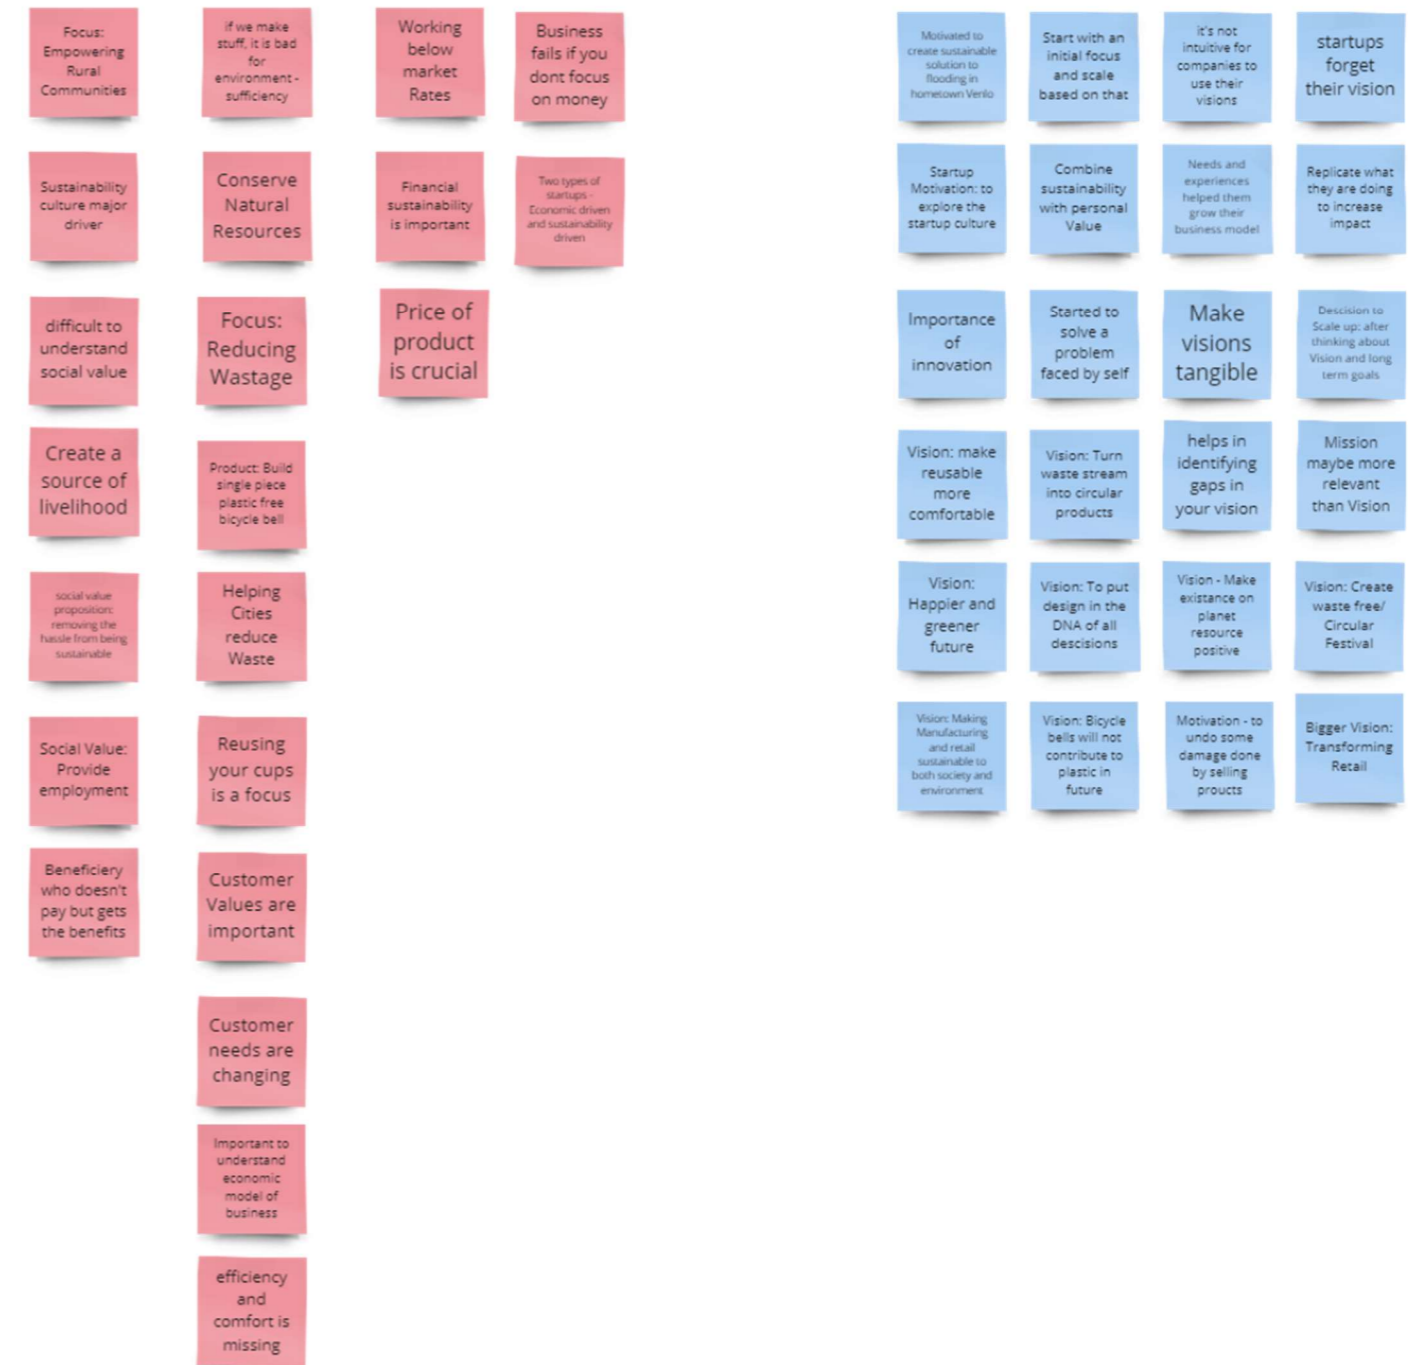 Focus:
Empowering
Rural
Communities
if we make
stuff, it is bad
for
environment -
sufficiency
Working
below
market
Rates
Business
fails if you
dont focus
on money
Sustainability
culture major
driver
Conserve
Natural
Resources
Financial
sustainability
is important
Two types of
startups -
Economic driven
and sustainability
driven
difficult to
understand
social value
Focus:
Reducing
Wastage
Price of
product
is crucial
Create a
source of
livelihood
Product: Build
single piece
plastic free
bicycle bell
social value
proposition:
removing the
hassle from being
sustainable
Helping
Cities
reduce
Waste
Social Value:
Provide
employment
Reusing
your cups
is a focus
Beneficiery
who doesn't
pay but gets
the benefits
Customer
Values are
important
Customer
needs are
changing
Important to
understand
economic
model of
business
efficiency
and
comfort is
missing
Motivated to
create sustainable
solution to
flooding in
hometown Venlo
Start with an
initial focus
and scale
based on that
it's not
intuitive for
companies to
use their
visions
startups
forget
their vision
Startup
Motivation: to
explore the
startup culture
Combine
sustainability
with personal
Value
Needs and
experiences
helped them
grow their
business model
Replicate what
they are doing
to increase
impact
Importance
of
innovation
Started to
solve a
problem
faced by self
Make
visions
tangible
Descision to
Scale up: after
thinking about
Vision and long
term goals
Vision: make
reusable
more
comfortable
Vision: Turn
waste stream
into circular
products
helps in
identifying
gaps in
your vision
Mission
maybe more
relevant
than Vision
Vision:
Happier and
greener
future
Vision: To put
design in the
DNA of all
descisions
Vision - Make
existance on
planet
resource
positive
Vision: Create
waste free/
Circular
Festival
Vision: Making
Manufacturing
and retail
sustainable to
both society and
environment
Vision: Bicycle
bells will not
contribute to
plastic in
future
Motivation - to
undo some
damage done
by selling
proucts
Bigger Vision:
Transforming
Retail